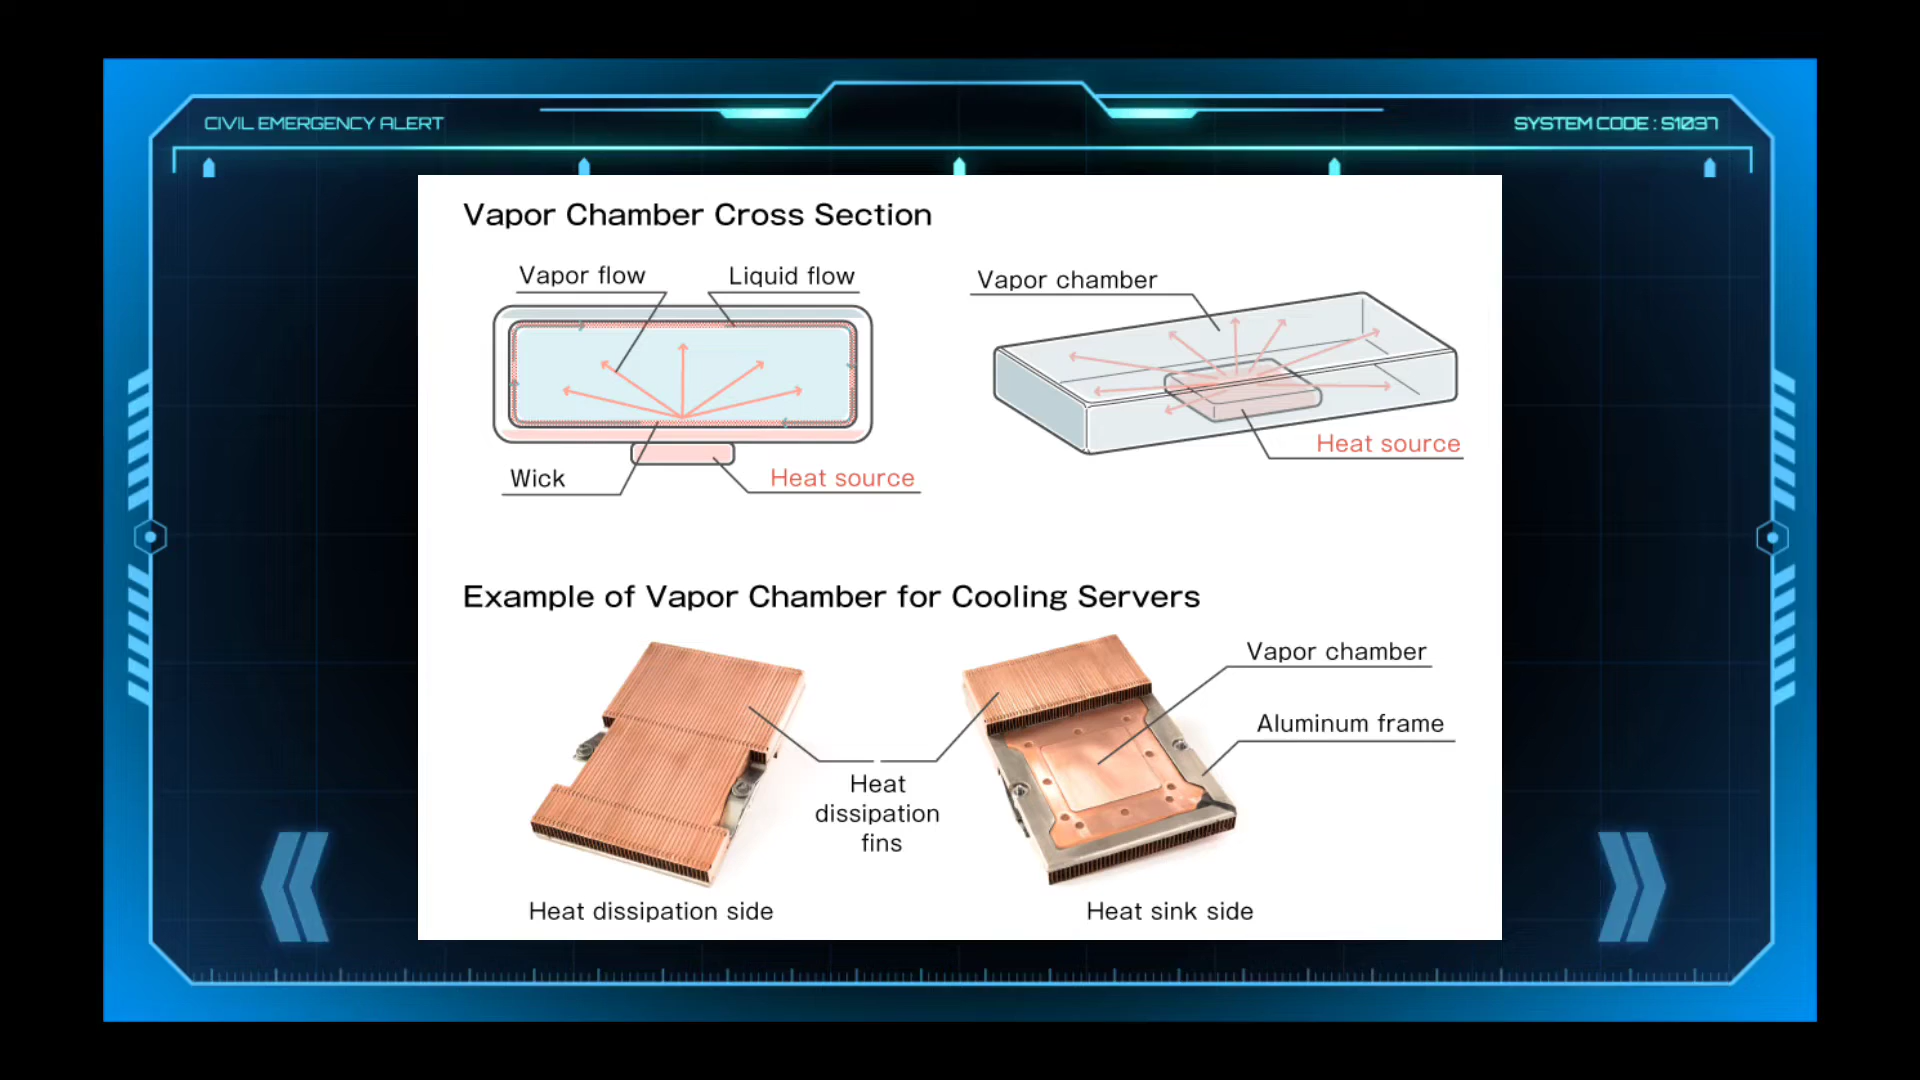 CIVIL EMERGENCY ALERT
SYSTEM CODE : S1037
Vapor Chamber Cross Section
Vapor flow
Liquid flow
Wick
Heat source
Vapor chamber
Heat source
Example of Vapor Chamber for Cooling Servers
Heat
dissipation
fins
Vapor chamber
Aluminum frame
Heat dissipation side
Heat sink side